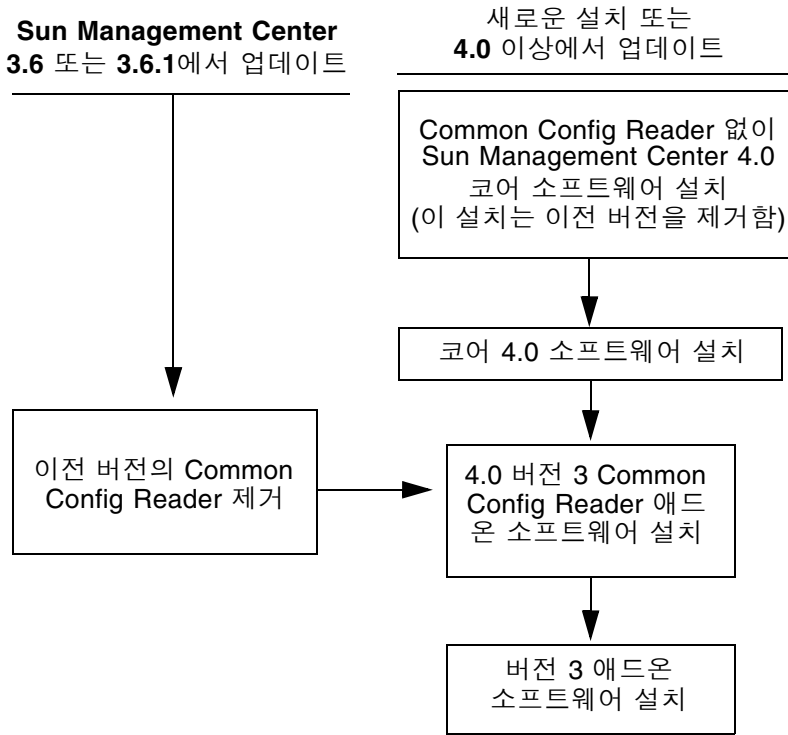 Sun Management Center
3.6 또는 3.6.1에서 업데이트
새로운 설치 또는
4.0 이상에서 업데이트
Common Config Reader 없이
Sun Management Center 4.0
코어 소프트웨어 설치
(이 설치는 이전 버전을 제거함)
코어 4.0 소프트웨어 설치
이전 버전의 Common
Config Reader 제거
4.0 버전 3 Common
Config Reader 애드
온 소프트웨어 설치
버전 3 애드온
소프트웨어 설치